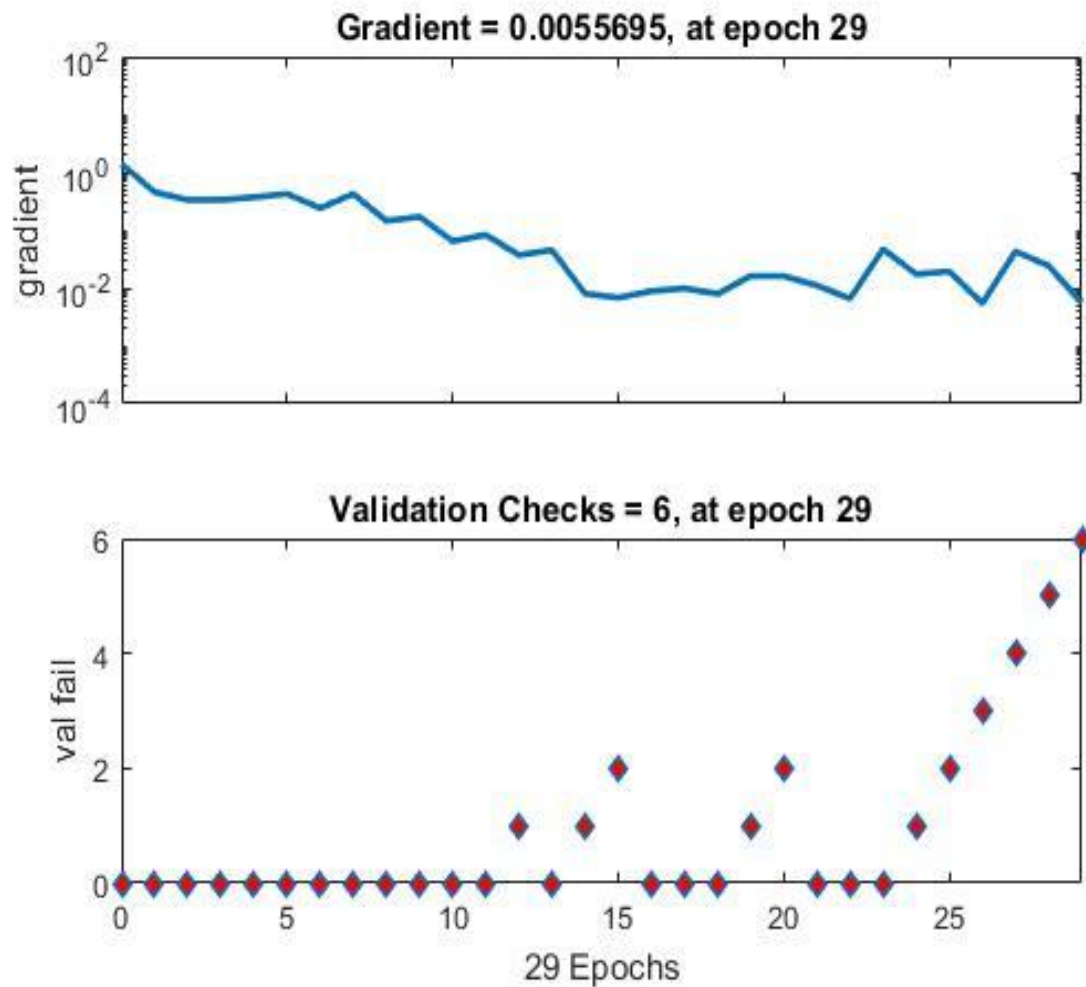 Gradient = 0.0055695, at epoch 29
10^2
10^0
10^-2
10^-4
gradient
Validation Checks = 6, at epoch 29
6
4
2
0
val fail
0 5 10 15 20 25
29 Epochs